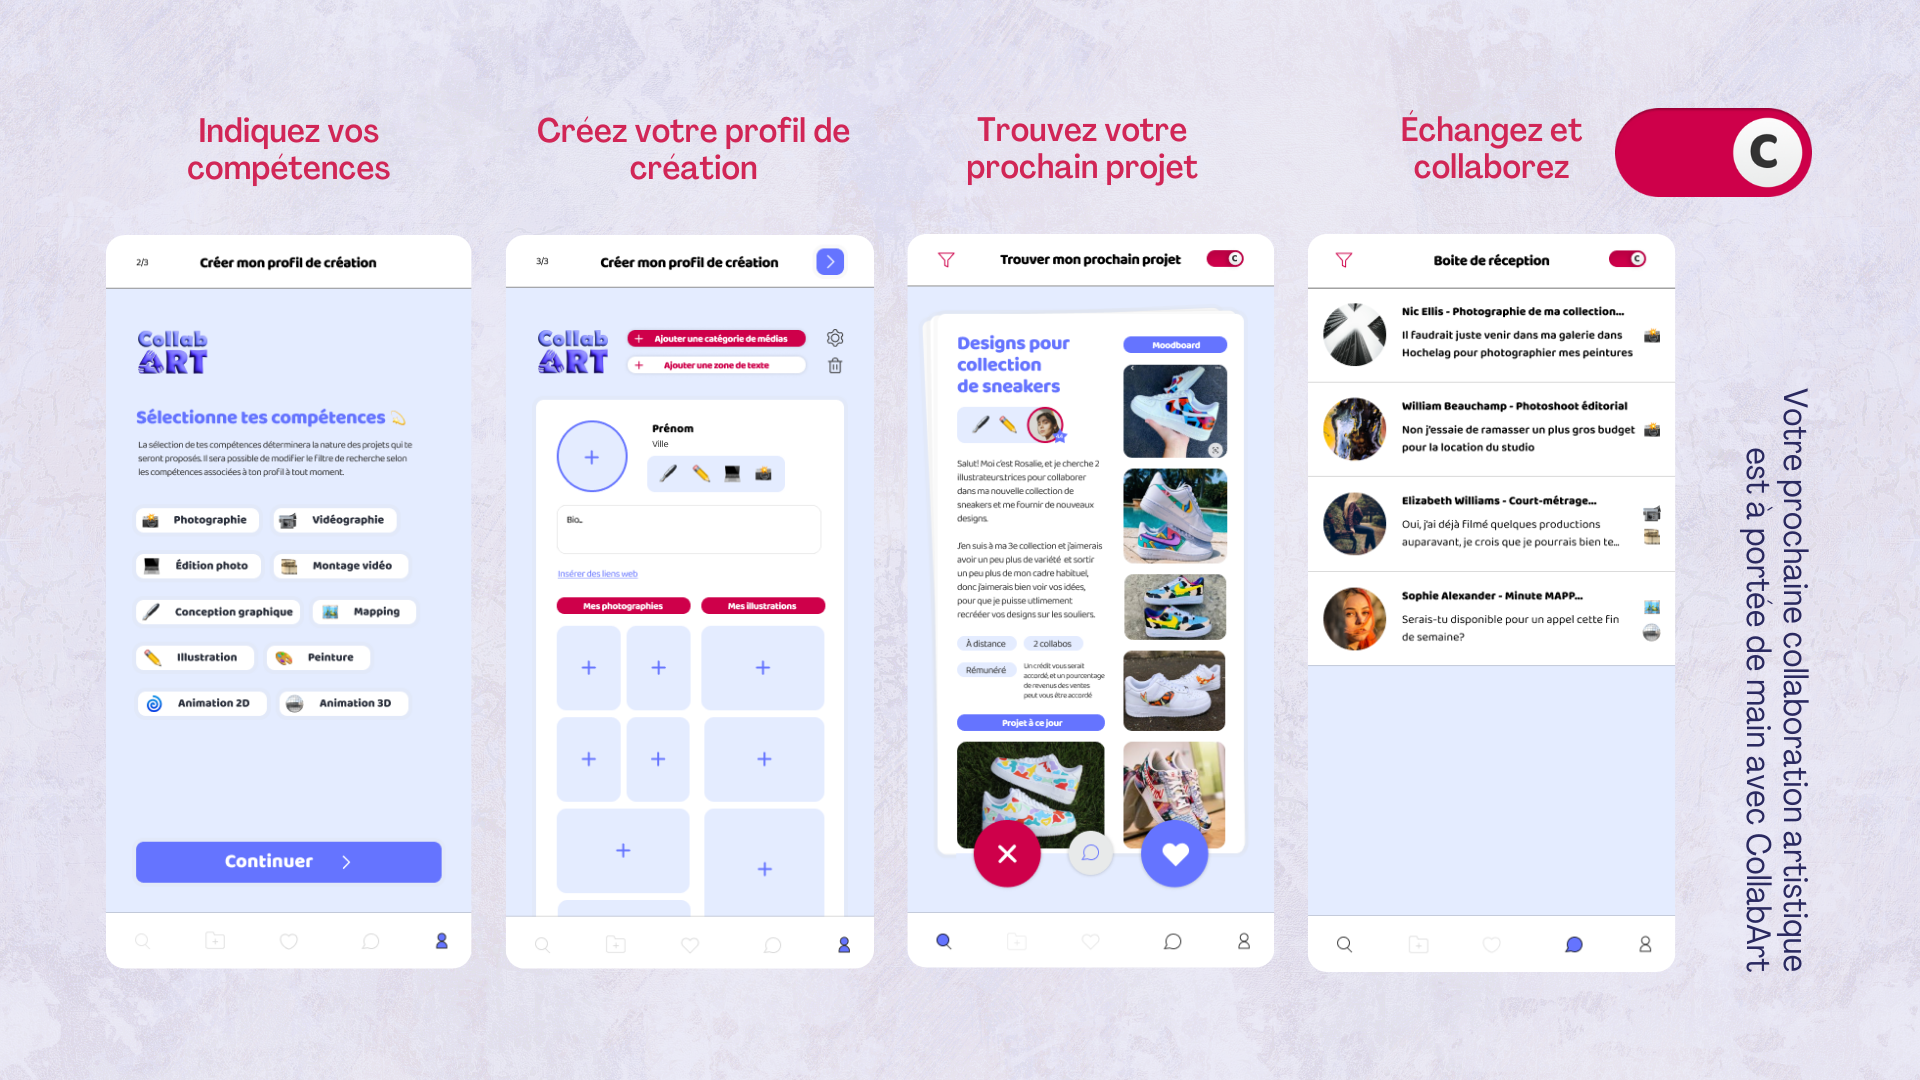 Indiquez vos
compétences
2/3
Créer mon profil de création
Collab
ART
Sélectionne tes compétences
La sélection de tes compétences déterminera la nature des projets qui te
seront proposés. Il sera possible de modifier le filtre de recherche selon
les compétences associées à ton profil à tout moment.
Photographie
Vidéographie
Édition photo
Montage vidéo
Conception graphique
Mapping
Illustration
Peinture
Animation 2D
Animation 3D
Continuer
Créez votre profil de
création
3/3
Créer mon profil de création
Collab
ART
+ Ajouter une catégorie de médias
+ Ajouter une zone de texte
Prénom
Ville
Bio...
Insérer des liens web
Mes photographies
Mes illustrations
Trouvez votre
prochain projet
Trouver mon prochain projet
C
Designs pour
collection
de sneakers
Moodboard
Salut! Moi c'est Rosalie, et je cherche 2
illustrateurs.trices pour collaborer
dans ma nouvelle collection de
sneakers et me fournir de nouveaux
designs.
J'en suis à ma 3e collection et j'aimerais
avoir un peu plus de variété et sortir
un peu plus de mon cadre habituel,
donc j'aimerais bien voir vos idées,
pour que je puisse utlimement
recrééer vos designs sur les souliers.
À distance
2 collabos
Rémunéré
Un crédit vous serait
accordé, et un pourcentage
de revenus des ventes
peut vous être accordé
Projet à ce jour
Échangez et
collaborez
C
Boite de réception
C
Nic Ellis - Photographie de ma collection...
Il faudrait juste venir dans ma galerie dans
Hochelag pour photographier mes peintures
William Beauchamp - Photoshoot éditorial
Non j'essaie de ramasser un plus gros budget
pour la location du studio
Elizabeth Williams - Court-métrage...
Oui, j'ai déjà filmé quelques productions
auparavant, je crois que je pourrais bien te...
Sophie Alexander - Minute MAPP...
Serais-tu disponible pour un appel cette fin
de semaine?
Votre prochaine collaboration artistique
est à portée de main avec CollabArt